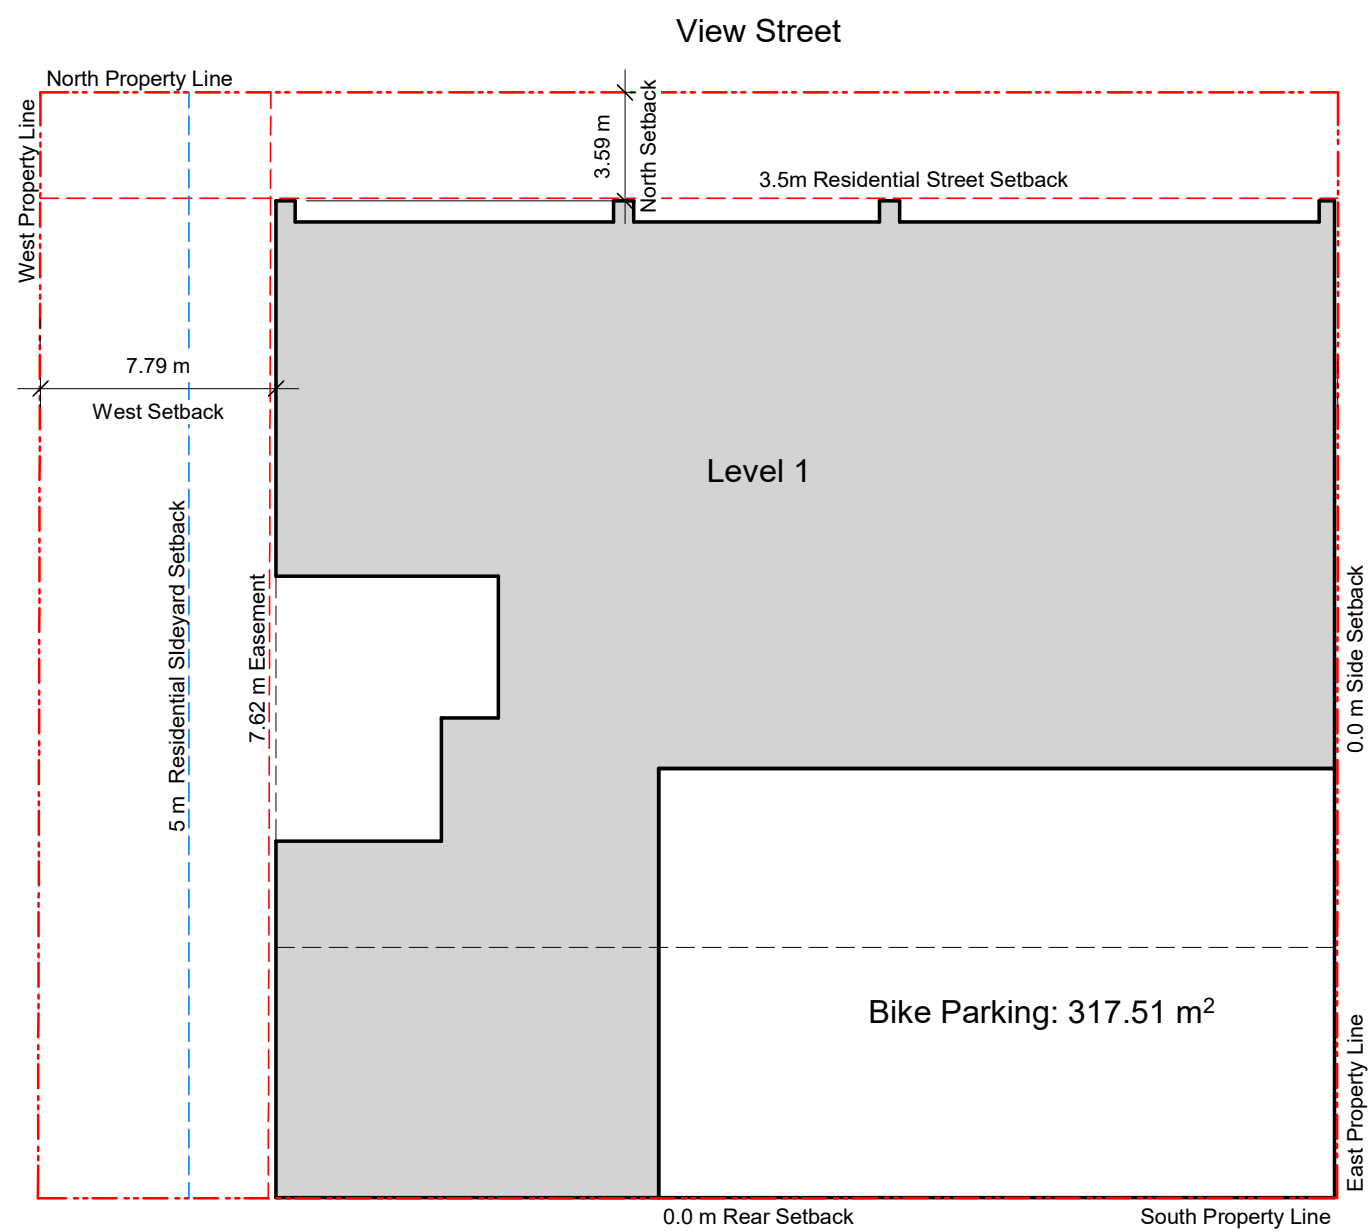 View Street
North Property Line
West Property Line
3.59 m
North Setback
3.5m Residential Street Setback
7.79 m
West Setback
Level 1
5 m Residential SIdeyard Setback
7.62 m Easement
0.0 m Side Setback
Bike Parking: 317.51 m²
East Property Line
0.0 m Rear Setback
South Property Line